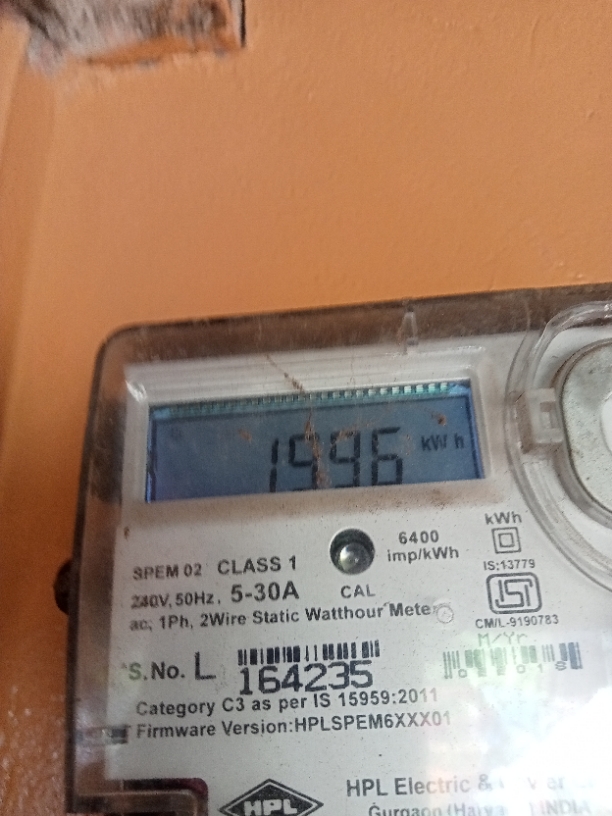 1996 kWh
6400
imp/kWh
kWh
SPEM 02 CLASS 1
240V, 50Hz. 5-30A
CAL
IS:13779
ac, 1Ph, 2Wire Static Watthour Meter
CM/L-9190783
M/Yr
S.No. L 164235
Category C3 as per IS 15959:2011
Firmware Version:HPLSPEM6XXX01
HPL
HPL Electric &
Gurgaon INDIA